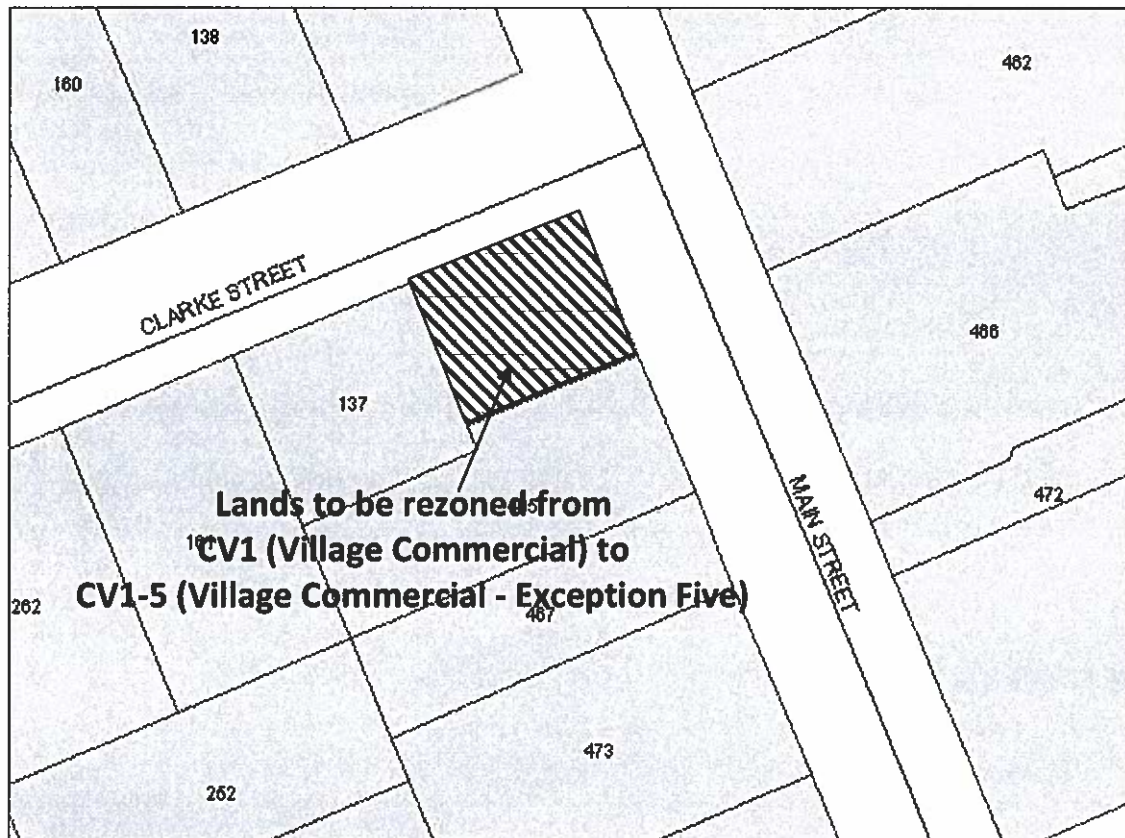 138
160
462
CLARKE STREET
466
137
MAIN STREET
472
Lands to be rezoned from
CV1 (Village Commercial) to
CV1-5 (Village Commercial - Exception Five)
262
467
473
252